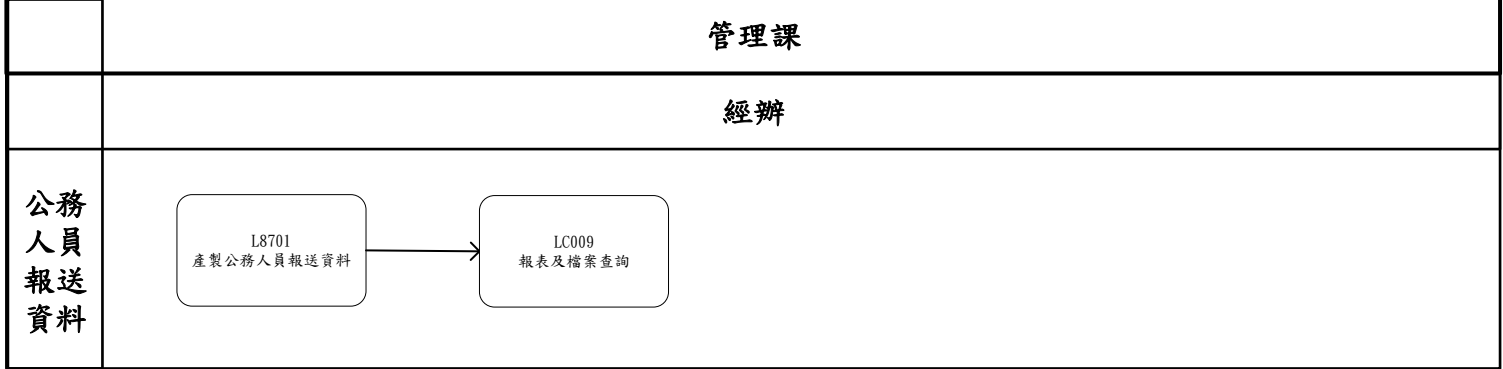 管理課
經辦
公務
人員
報送
資料
L8701
產製公務人員報送資料
LC009
報表及檔案查詢